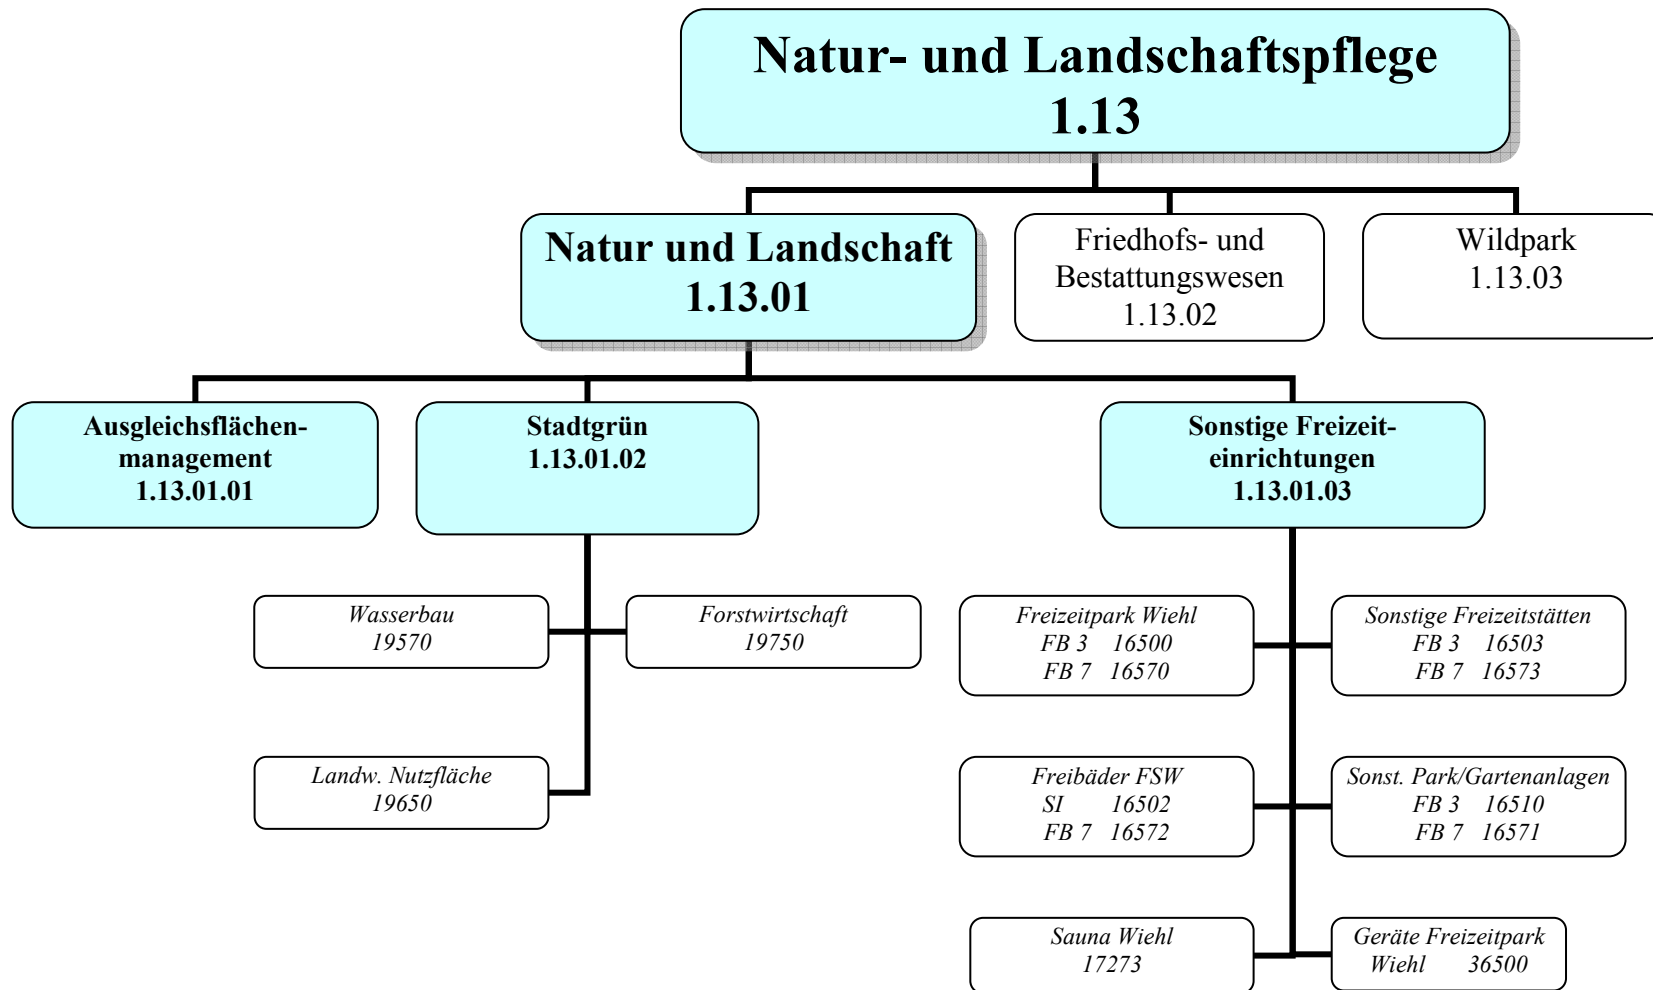 Natur- und Landschaftspflege
1.13
Natur und Landschaft
1.13.01
Friedhofs- und
Bestattungswesen
1.13.02
Wildpark
1.13.03
Ausgleichsflächen-
management
1.13.01.01
Stadtgrün
1.13.01.02
Sonstige Freizeit-
einrichtungen
1.13.01.03
Wasserbau
19570
Forstwirtschaft
19750
Freizeitpark Wiehl
FB 3 16500
FB 7 16570
Sonstige Freizeitstätten
FB 3 16503
FB 7 16573
Landw. Nutzfläche
19650
Freibäder FSW
SI 16502
FB 7 16572
Sonst. Park/Gartenanlagen
FB 3 16510
FB 7 16571
Sauna Wiehl
17273
Geräte Freizeitpark
Wiehl 36500